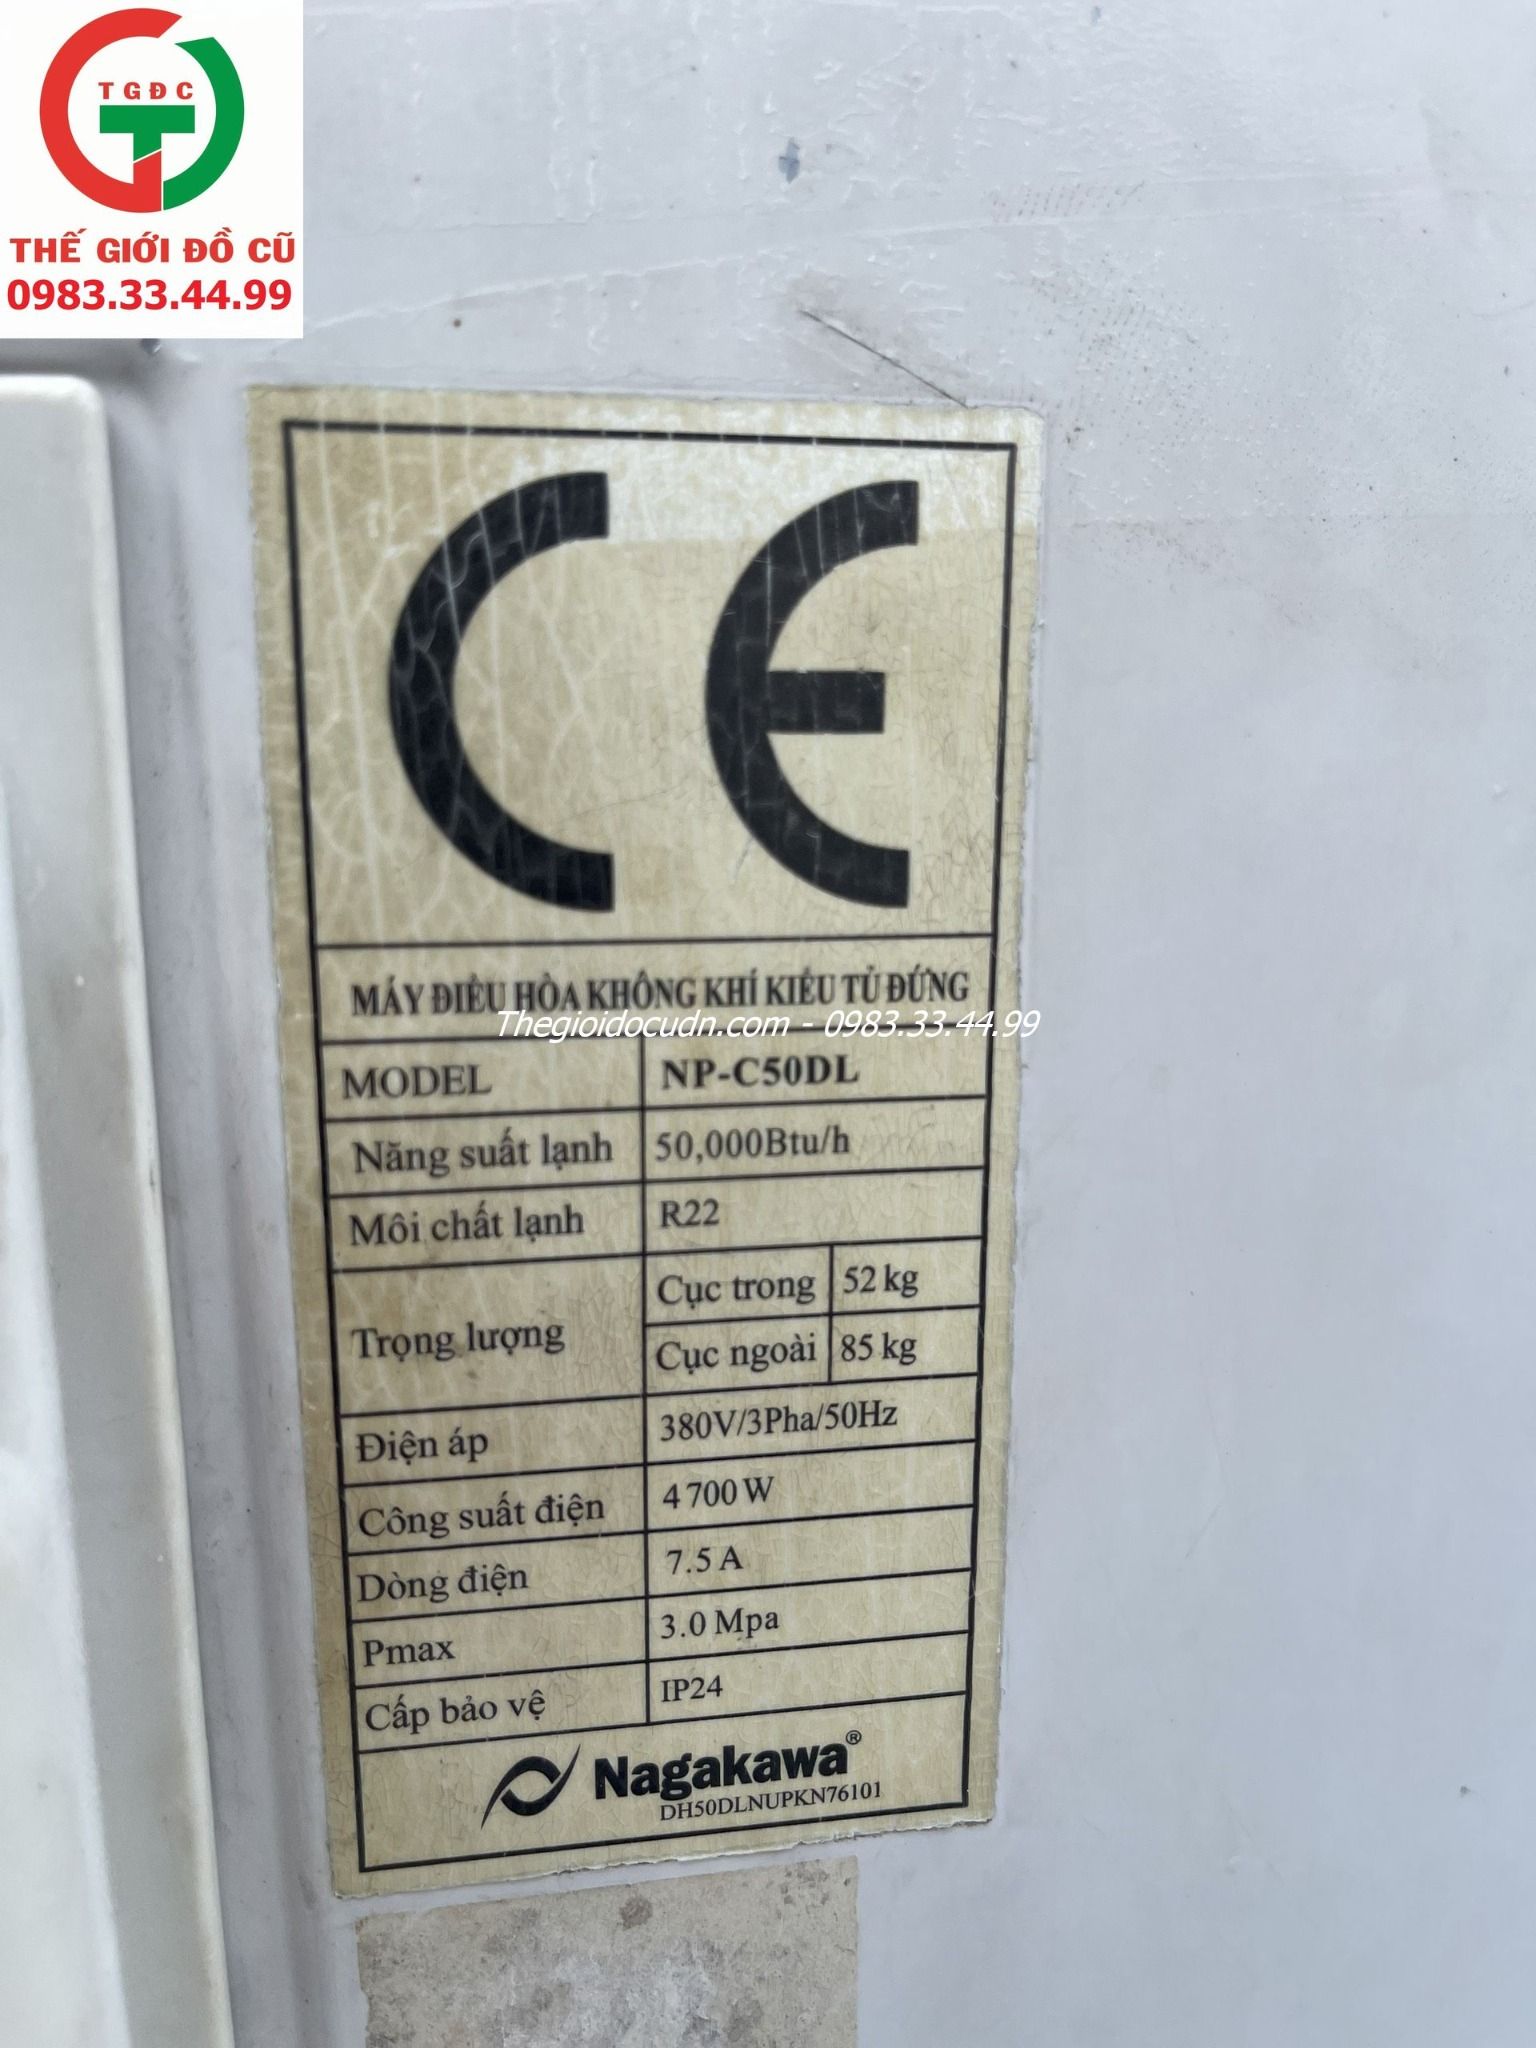 TGĐC
THẾ GIỚI ĐỒ CŨ
0983.33.44.99
CE
MÁY ĐIỀU HÒA KHÔNG KHÍ KIỂU TỦ ĐỨNG
Thegioidocudn.com - 0983.33.44.99
MODEL NP-C50DL
Năng suất lạnh 50,000Btu/h
Môi chất lạnh R22
Trọng lượng Cục trong 52 kg
Cục ngoài 85 kg
Điện áp 380V/3Pha/50Hz
Công suất điện 4700 W
Dòng điện 7.5 A
Pmax 3.0 Mpa
Cấp bảo vệ IP24
Nagakawa®
DH50DLNUPKN76101